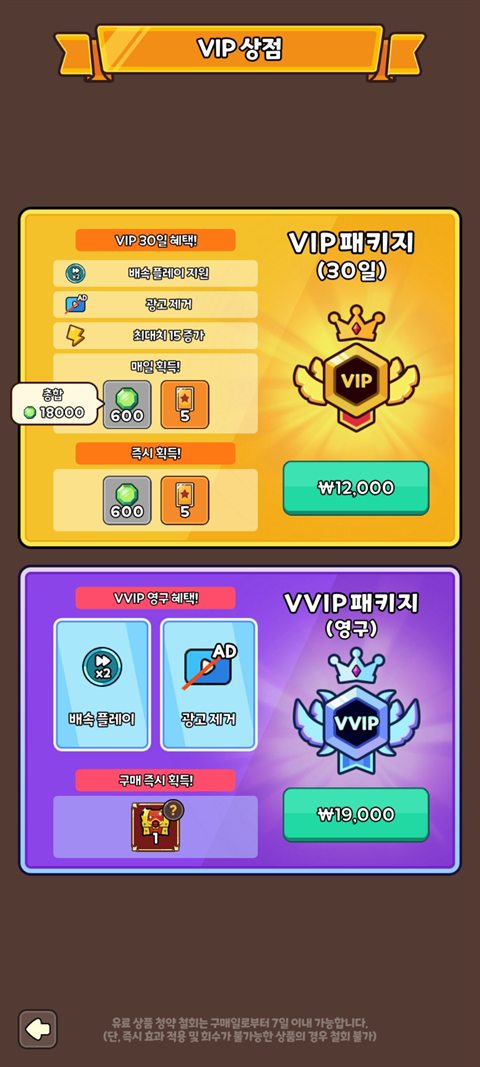 VIP 상점
VIP 30일 혜택!
x2
배속 플레이 지원
AD
광고 제거
최대치 15 증가
매일 획득!
총합
18000
600
5
즉시 획득!
600
5
VIP 패키지
(30일)
VIP
₩12,000
VVIP 영구 혜택!
x2
배속 플레이
AD
광고 제거
구매 즉시 획득!
?
1
VVIP 패키지
(영구)
VVIP
₩19,000
유료 상품 청약 철회는 구매일로부터 7일 이내 가능합니다.
(단, 즉시 효과 적용 및 회수가 불가능한 상품의 경우 철회 불가)